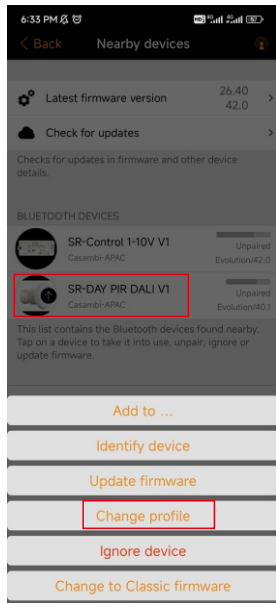 6:33 PM
< Back Nearby devices
Latest firmware version 26.40 >
42.0
Check for updates >
Checks for updates in firmware and other device
details.
BLUETOOTH DEVICES
SR-Control 1-10V V1 Unpaired
Casambi-APAC Evolution/42.0
SR-DAY PIR DALI V1 Unpaired
Casambi-APAC Evolution/40.1
This list contains the Bluetooth devices found nearby.
Tap on a device to take it into use, unpair, ignore or
update firmware.
Add to ...
Identify device
Update firmware
Change profile
Ignore device
Change to Classic firmware